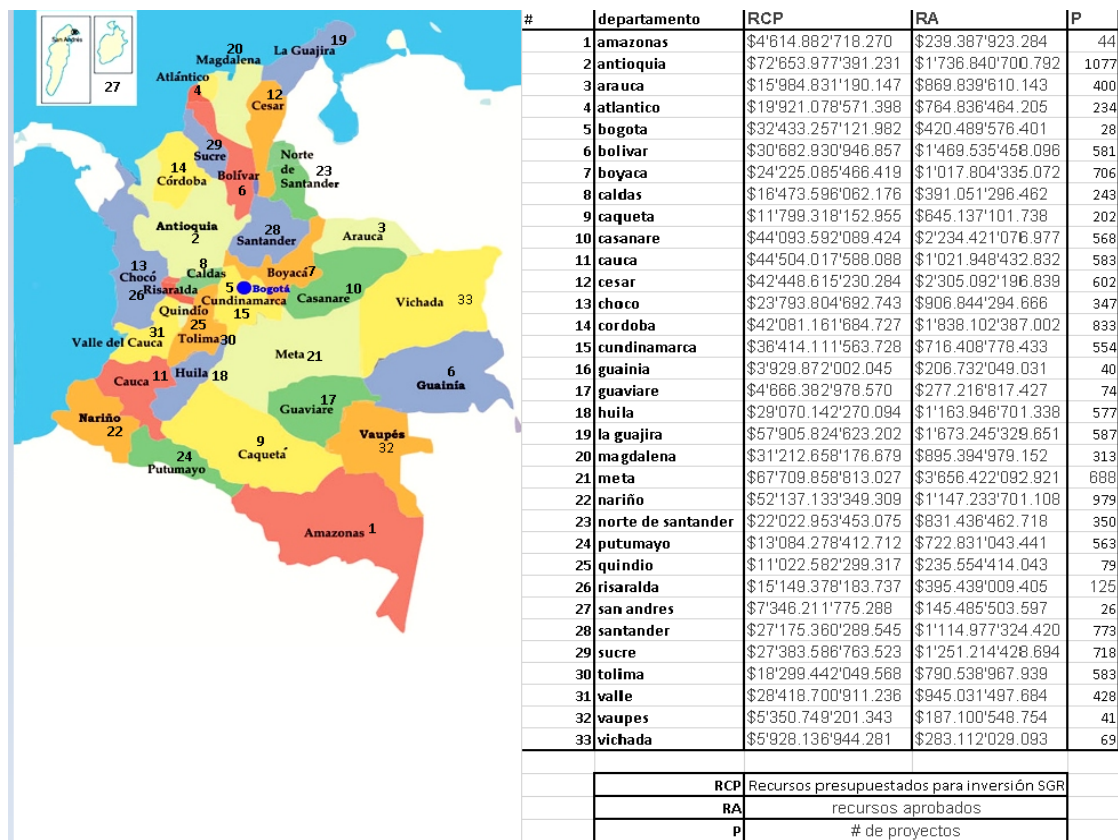 San Andrés
27
20
Magdalena
La Guajira
19
Atlántico
4
12
Cesar
29
Sucre
14
Córdoba
Bolívar
6
Norte
de
Santander
23
Antioquia
2
28
Santander
3
Arauca
13
Chocó
8
Caldas
Boyacá
7
26
Risaralda
5
Bogotá
Cundinamarca
15
10
Casanare
Vichada
33
Quindío
25
31
Valle del Cauca
Tolima
30
Meta
21
Cauca
11
Huila
18
6
Guainía
17
Guaviare
Nariño
22
9
Caqueta
Vaupés
32
24
Putumayo
Amazonas
1
# departamento RCP RA P
1 amazonas $4'614.882'718.270 $239.387'923.284 44
2 antioquia $72'653.977'391.231 $1'736.840'700.792 1077
3 arauca $15'984.831'190.147 $869.839'610.143 400
4 atlantico $19'921.078'571.398 $764.836'464.205 234
5 bogota $32'433.257'121.982 $420.489'576.401 28
6 bolivar $30'682.930'946.857 $1'469.535'458.096 581
7 boyaca $24'225.085'466.419 $1'017.804'335.072 706
8 caldas $16'473.596'062.176 $391.051'296.462 243
9 caqueta $11'799.318'152.955 $645.137'101.738 202
10 casanare $44'093.592'089.424 $2'234.421'076.977 568
11 cauca $44'504.017'588.088 $1'021.948'432.832 583
12 cesar $42'448.615'230.284 $2'305.092'196.839 602
13 choco $23'793.804'692.743 $906.844'294.666 347
14 cordoba $42'081.161'684.727 $1'838.102'387.002 833
15 cundinamarca $36'414.111'563.728 $716.408'778.433 554
16 guainia $3'929.872'002.045 $206.732'049.031 40
17 guaviare $4'666.382'978.570 $277.216'817.427 74
18 huila $29'070.142'270.094 $1'163.946'701.338 577
19 la guajira $57'905.824'623.202 $1'673.245'329.651 587
20 magdalena $31'212.658'176.679 $895.394'979.152 313
21 meta $67'709.858'813.027 $3'656.422'092.921 688
22 nariño $52'137.133'349.309 $1'147.233'701.108 979
23 norte de santander $22'022.953'453.075 $831.436'462.718 350
24 putumayo $13'084.278'412.712 $722.831'043.441 563
25 quindio $11'022.582'299.317 $235.554'414.043 79
26 risaralda $15'149.378'183.737 $395.439'009.405 125
27 san andres $7'346.211'775.288 $145.485'503.597 26
28 santander $27'175.360'289.545 $1'114.977'324.420 773
29 sucre $27'383.586'763.523 $1'251.214'428.694 718
30 tolima $18'299.442'049.568 $790.538'967.939 583
31 valle $28'418.700'911.236 $945.031'497.684 428
32 vaupes $5'350.749'201.343 $187.100'548.754 41
33 vichada $5'928.136'944.281 $283.112'029.093 69
RCP Recursos presupuestados para inversión SGR
RA recursos aprobados
P # de proyectos